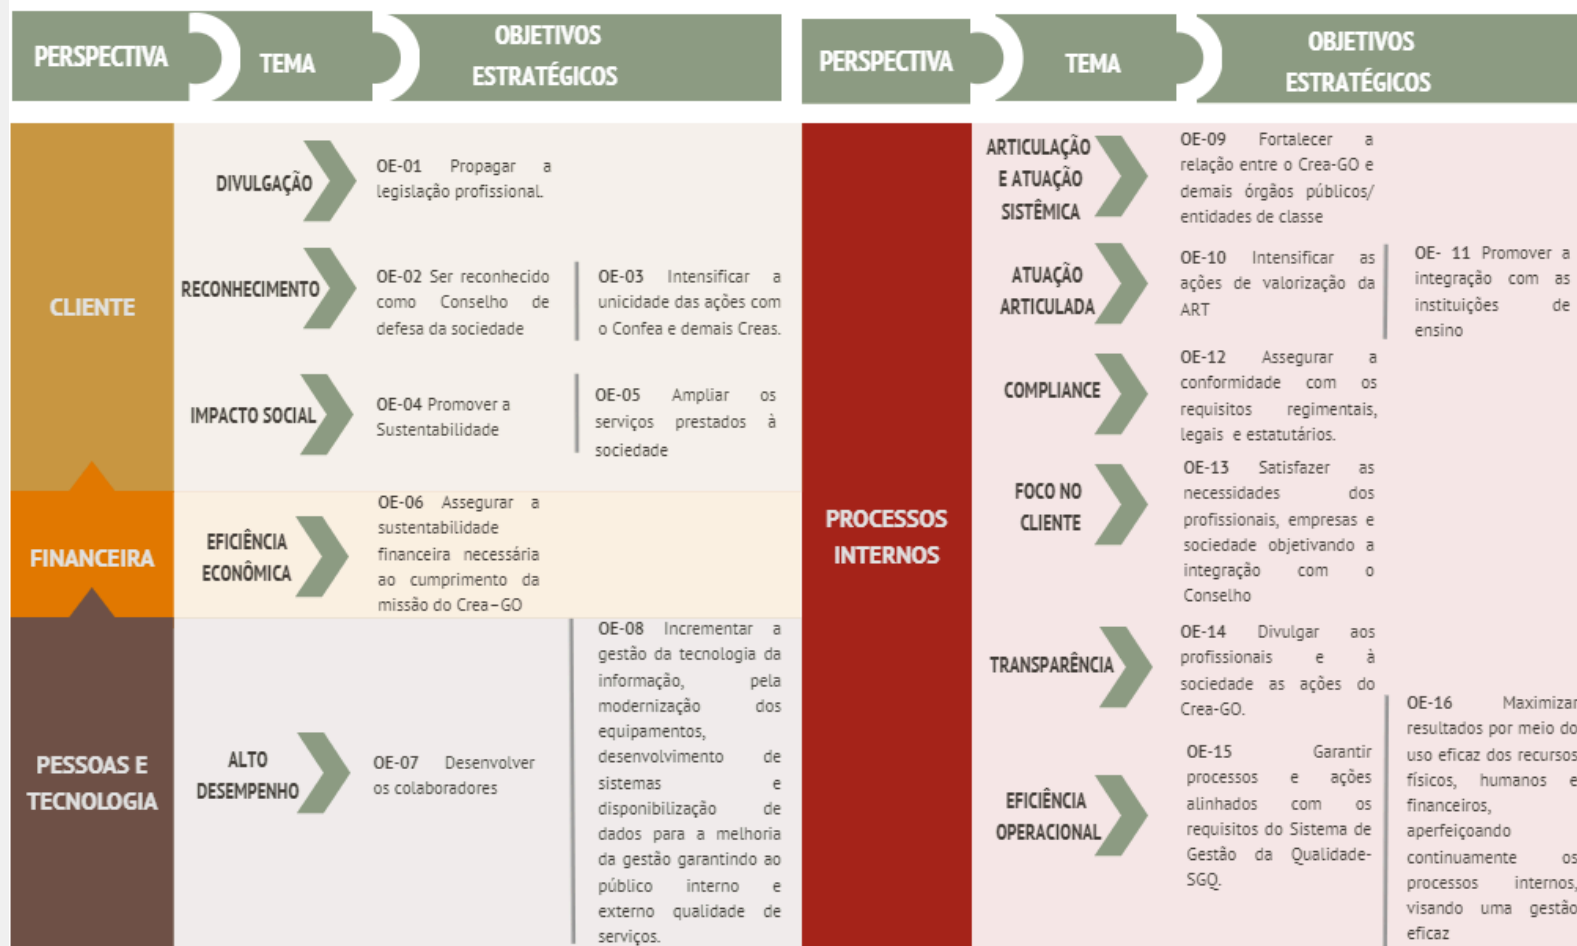 PERSPECTIVA
TEMA
OBJETIVOS
ESTRATÉGICOS
CLIENTE
DIVULGAÇÃO
OE-01 Propagar a
legislação profissional.
RECONHECIMENTO
OE-02 Ser reconhecido
como Conselho de
defesa da sociedade
OE-03 Intensificar a
unicidade das ações com
o Confea e demais Creas.
IMPACTO SOCIAL
OE-04 Promover a
Sustentabilidade
OE-05 Ampliar os
serviços prestados à
sociedade
FINANCEIRA
EFICIÊNCIA
ECONÔMICA
OE-06 Assegurar a
sustentabilidade
financeira necessária
ao cumprimento da
missão do Crea–GO
PESSOAS E
TECNOLOGIA
ALTO
DESEMPENHO
OE-07 Desenvolver
os colaboradores
OE-08 Incrementar a
gestão da tecnologia da
informação, pela
modernização dos
equipamentos,
desenvolvimento de
sistemas e
disponibilização de
dados para a melhoria
da gestão garantindo ao
público interno e
externo qualidade de
serviços.
PERSPECTIVA
TEMA
OBJETIVOS
ESTRATÉGICOS
PROCESSOS
INTERNOS
ARTICULAÇÃO
E ATUAÇÃO
SISTÊMICA
OE-09 Fortalecer a
relação entre o Crea-GO e
demais órgãos públicos/
entidades de classe
ATUAÇÃO
ARTICULADA
OE-10 Intensificar as
ações de valorização da
ART
OE- 11 Promover a
integração com as
instituições de
ensino
COMPLIANCE
OE-12 Assegurar a
conformidade com os
requisitos regimentais,
legais e estatutários.
FOCO NO
CLIENTE
OE-13 Satisfazer as
necessidades dos
profissionais, empresas e
sociedade objetivando a
integração com o
Conselho
TRANSPARÊNCIA
OE-14 Divulgar aos
profissionais e à
sociedade as ações do
Crea-GO.
EFICIÊNCIA
OPERACIONAL
OE-15 Garantir
processos e ações
alinhados com os
requisitos do Sistema de
Gestão da Qualidade-
SGQ.
OE-16 Maximizar
resultados por meio do
uso eficaz dos recursos
físicos, humanos e
financeiros,
aperfeiçoando
continuamente os
processos internos,
visando uma gestão
eficaz